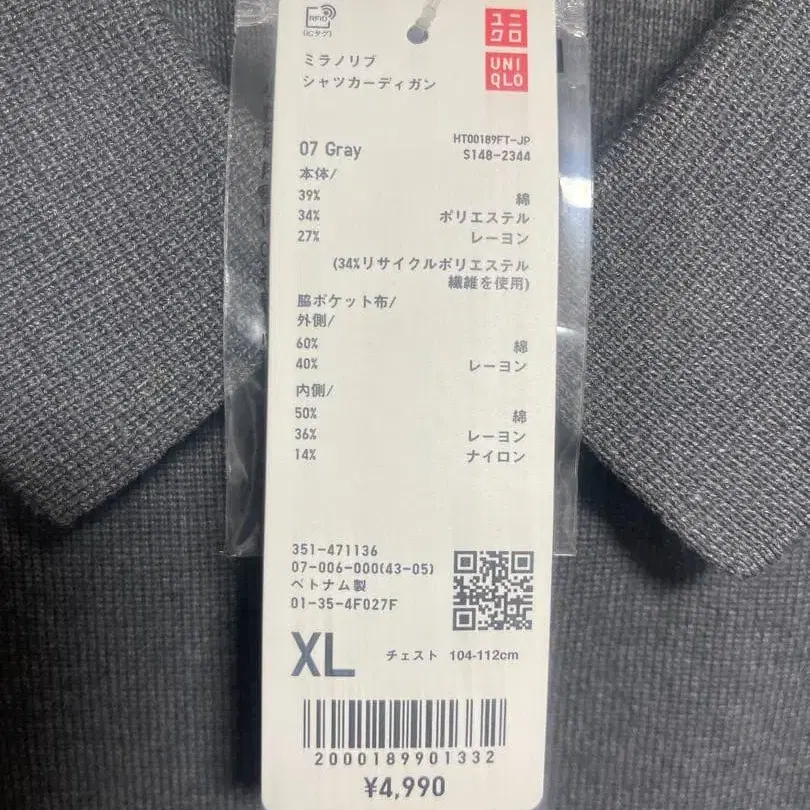 RFID
(ICタグ)
ユニ
クロ
UNI
QLO
ミラノリブ
シャツカーディガン
HT00189FT-JP
07 Gray
S148-2344
本体/
39% 綿
34% ポリエステル
27% レーヨン
(34%リサイクルポリエステル
繊維を使用)
脇ポケット布/
外側/
60% 綿
40% レーヨン
内側/
50% 綿
36% レーヨン
14% ナイロン
351-471136
07-006-000(43-05)
ベトナム製
01-35-4F027F
XL チェスト 104-112cm
2000189901332
¥4,990